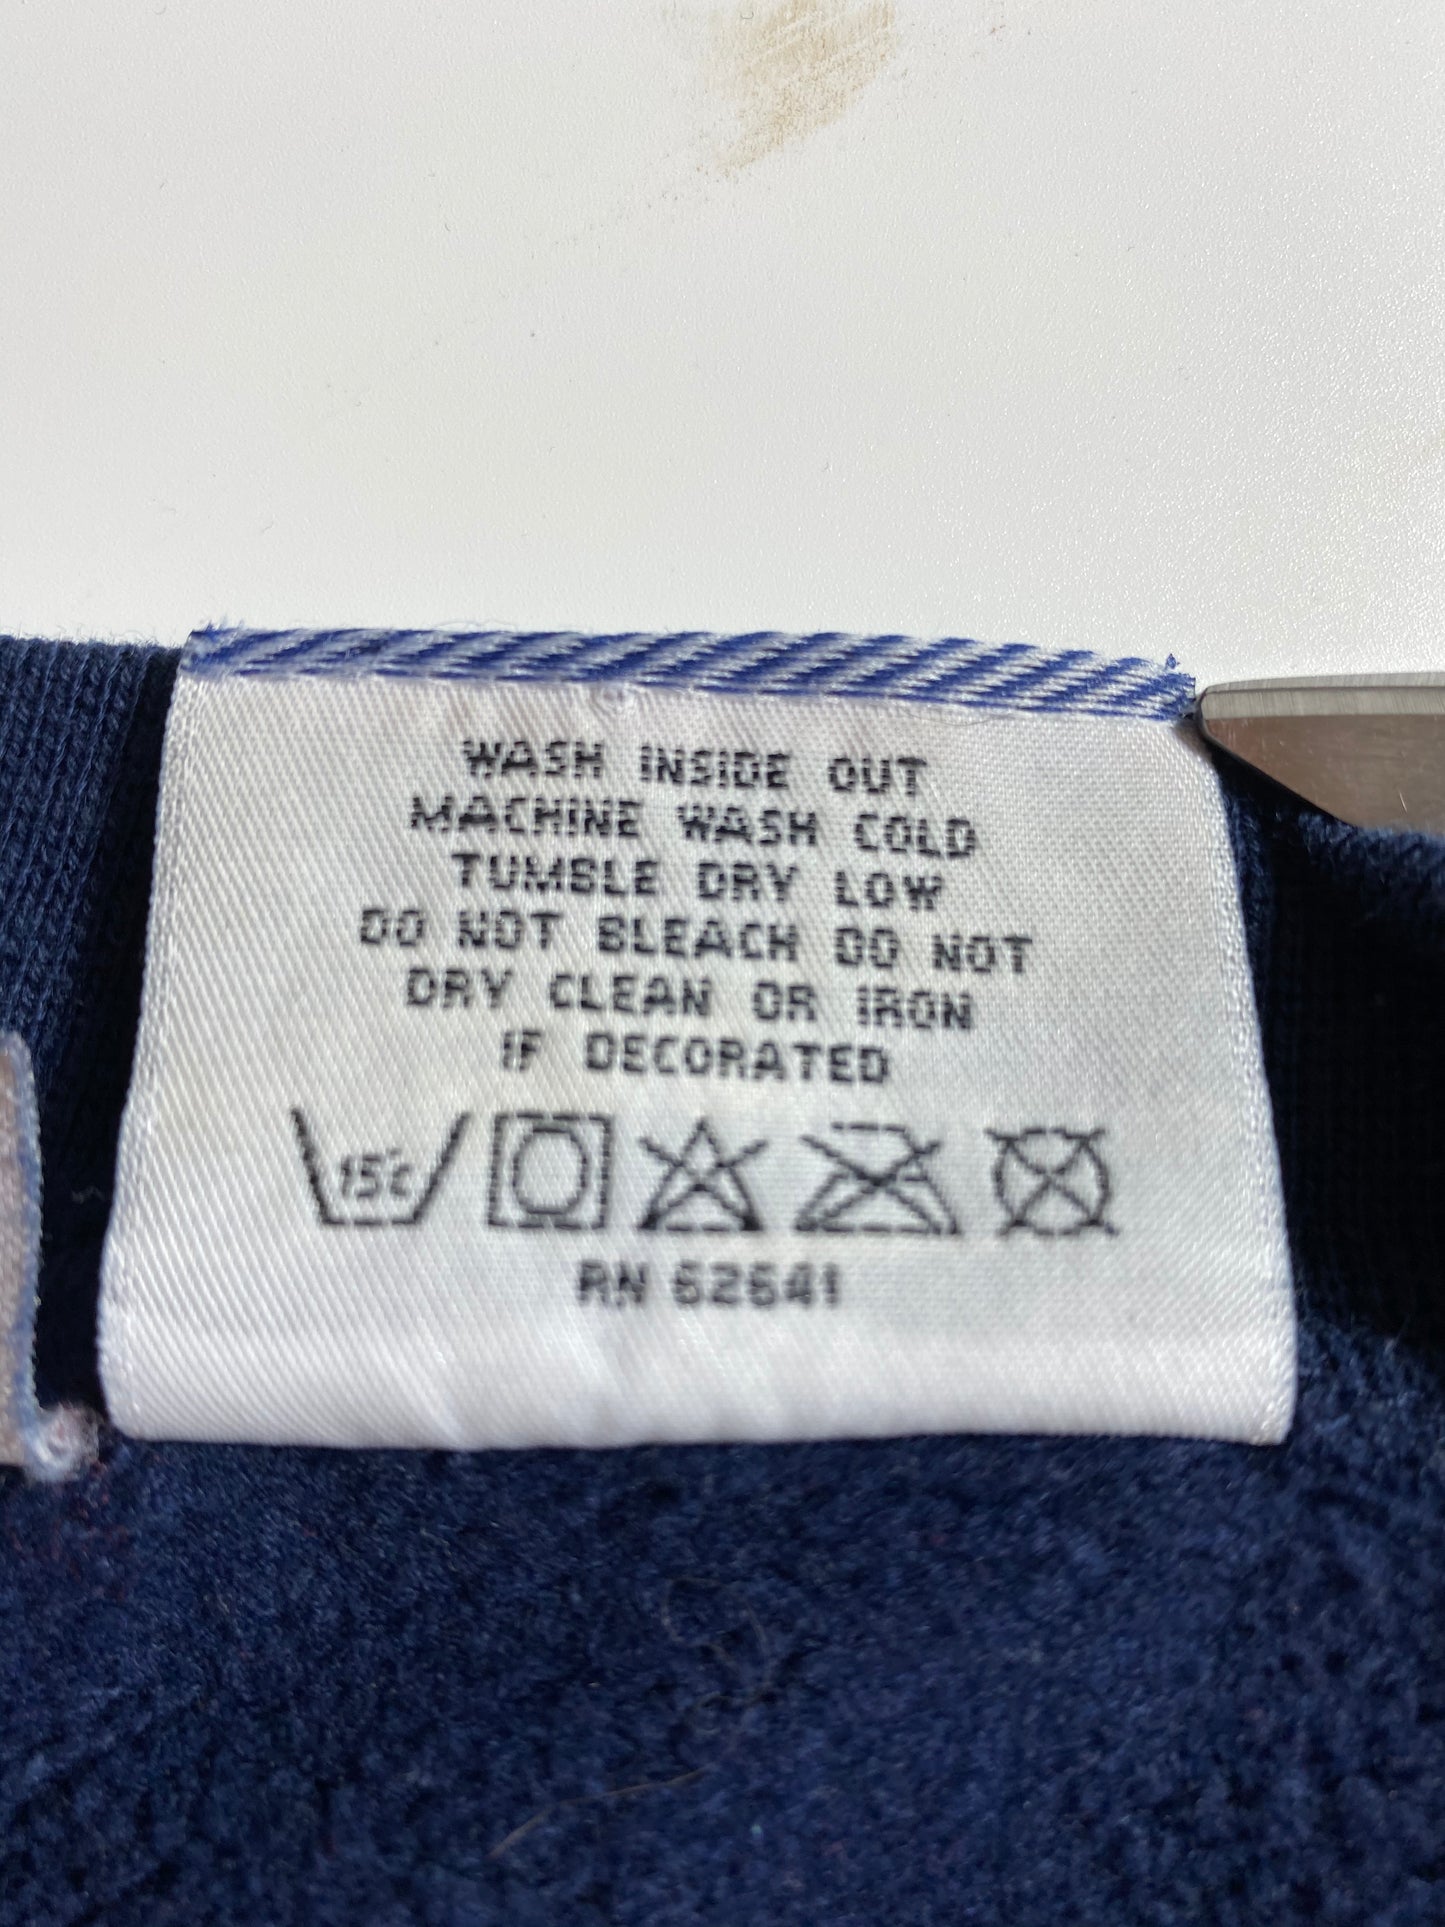 WASH INSIDE OUT
MACHINE WASH COLD
TUMBLE DRY LOW
DO NOT BLEACH DO NOT
DRY CLEAN OR IRON
IF DECORATED
15°C
RN 62641